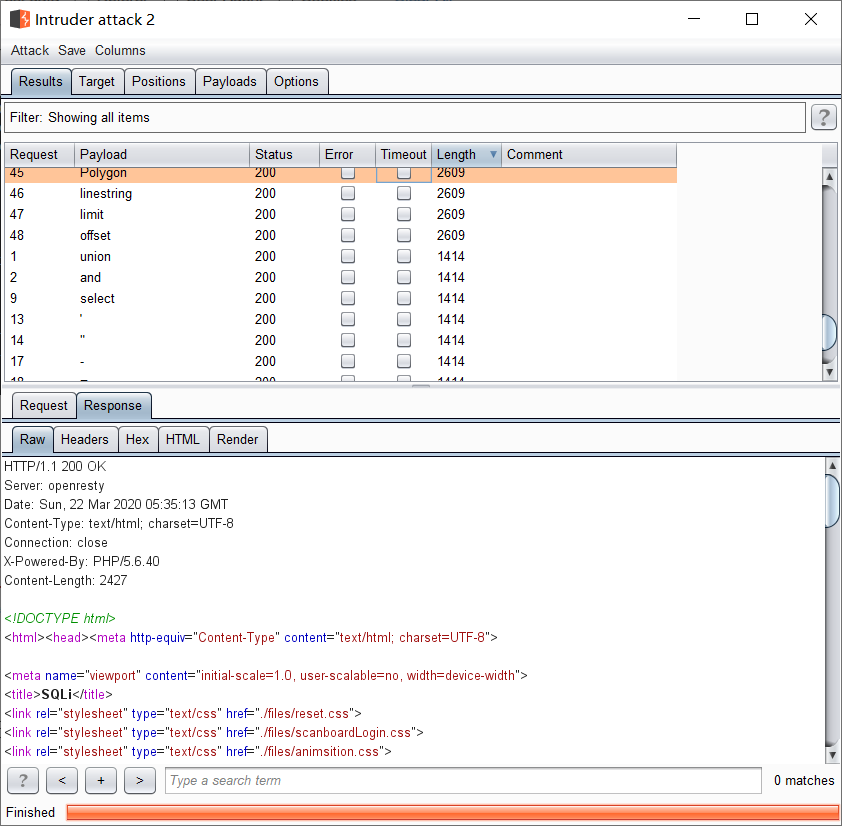 Intruder attack 2
Attack Save Columns
Results Target Positions Payloads Options
Filter: Showing all items ?
Request Payload Status Error Timeout Length Comment
45 Polygon 200 2609
46 linestring 200 2609
47 limit 200 2609
48 offset 200 2609
1 union 200 1414
2 and 200 1414
9 select 200 1414
13 ' 200 1414
14 " 200 1414
17 - 200 1414
Request Response
Raw Headers Hex HTML Render
HTTP/1.1 200 OK
Server: openresty
Date: Sun, 22 Mar 2020 05:35:13 GMT
Content-Type: text/html; charset=UTF-8
Connection: close
X-Powered-By: PHP/5.6.40
Content-Length: 2427
<!DOCTYPE html>
<html><head><meta http-equiv="Content-Type" content="text/html; charset=UTF-8">
<meta name="viewport" content="initial-scale=1.0, user-scalable=no, width=device-width">
<title>SQLi</title>
<link rel="stylesheet" type="text/css" href="./files/reset.css">
<link rel="stylesheet" type="text/css" href="./files/scanboardLogin.css">
<link rel="stylesheet" type="text/css" href="./files/animsition.css">
? < + > Type a search term 0 matches
Finished